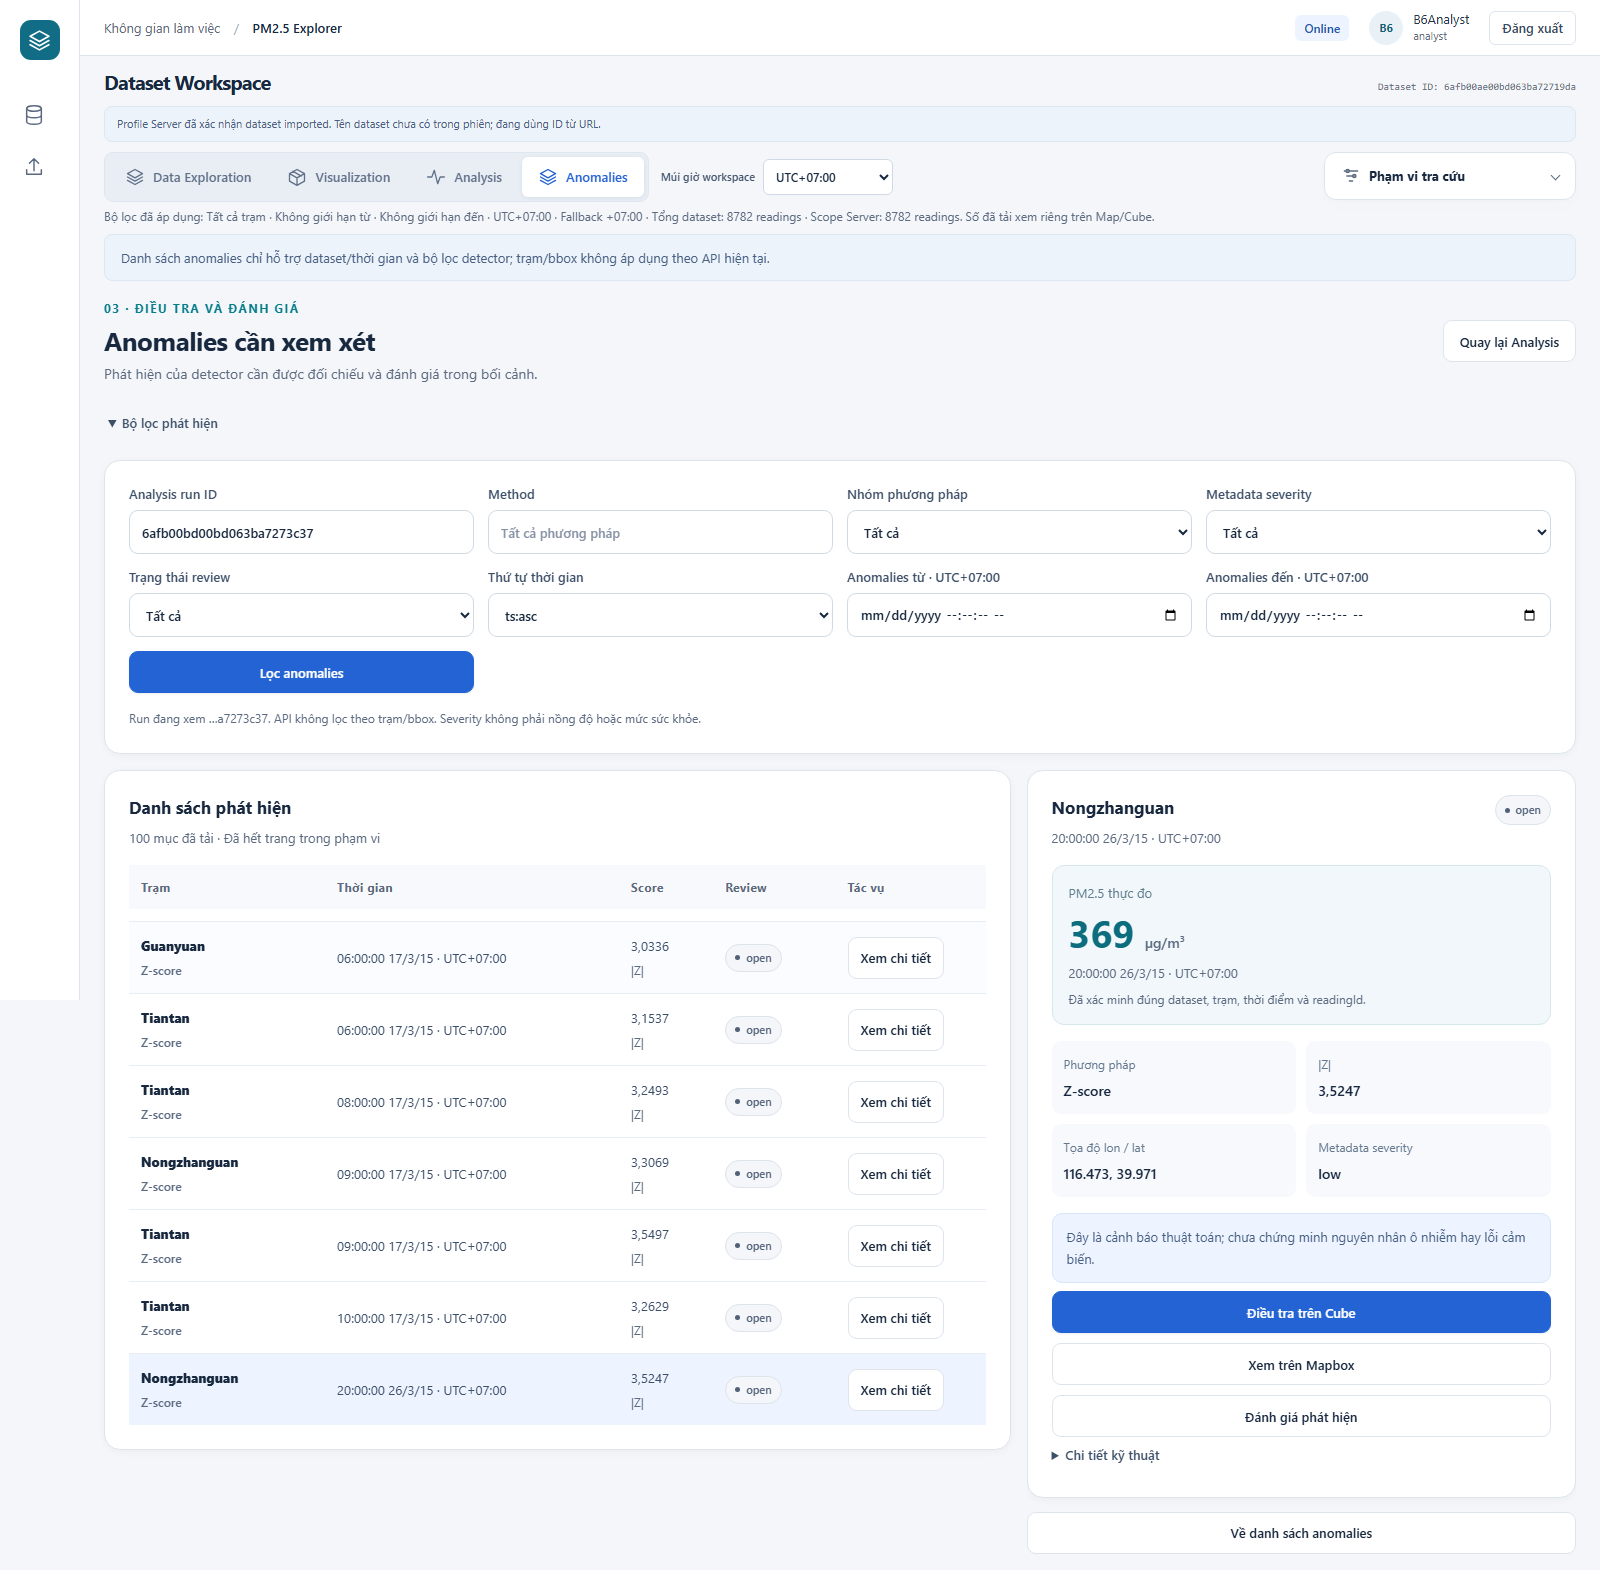 Không gian làm việc / PM2.5 Explorer
Online
B6
B6Analyst
analyst
Đăng xuất
Dataset Workspace
Dataset ID: 6afb00ae00bd063ba72719da
Profile Server đã xác nhận dataset imported. Tên dataset chưa có trong phiên; đang dùng ID từ URL.
Data Exploration
Visualization
Analysis
Anomalies
Múi giờ workspace
UTC+07:00
Phạm vi tra cứu
Bộ lọc đã áp dụng: Tất cả trạm · Không giới hạn từ · Không giới hạn đến · UTC+07:00 · Fallback +07:00 · Tổng dataset: 8782 readings · Scope Server: 8782 readings. Số đã tải xem riêng trên Map/Cube.
Danh sách anomalies chỉ hỗ trợ dataset/thời gian và bộ lọc detector; trạm/bbox không áp dụng theo API hiện tại.
03 · ĐIỀU TRA VÀ ĐÁNH GIÁ
Anomalies cần xem xét
Quay lại Analysis
Phát hiện của detector cần được đối chiếu và đánh giá trong bối cảnh.
▼ Bộ lọc phát hiện
Analysis run ID
Method
Nhóm phương pháp
Metadata severity
6afb00bd00bd063ba7273c37
Tất cả phương pháp
Tất cả
Tất cả
Trạng thái review
Thứ tự thời gian
Anomalies từ · UTC+07:00
Anomalies đến · UTC+07:00
Tất cả
ts:asc
mm/dd/yyyy --:--:-- --
mm/dd/yyyy --:--:-- --
Lọc anomalies
Run đang xem ...a7273c37. API không lọc theo trạm/bbox. Severity không phải nồng độ hoặc mức sức khỏe.
Danh sách phát hiện
100 mục đã tải · Đã hết trang trong phạm vi
Trạm Thời gian Score Review Tác vụ
Guanyuan
Z-score
06:00:00 17/3/15 · UTC+07:00
3,0336
|Z|
open
Xem chi tiết
Tiantan
Z-score
06:00:00 17/3/15 · UTC+07:00
3,1537
|Z|
open
Xem chi tiết
Tiantan
Z-score
08:00:00 17/3/15 · UTC+07:00
3,2493
|Z|
open
Xem chi tiết
Nongzhanguan
Z-score
09:00:00 17/3/15 · UTC+07:00
3,3069
|Z|
open
Xem chi tiết
Tiantan
Z-score
09:00:00 17/3/15 · UTC+07:00
3,5497
|Z|
open
Xem chi tiết
Tiantan
Z-score
10:00:00 17/3/15 · UTC+07:00
3,2629
|Z|
open
Xem chi tiết
Nongzhanguan
Z-score
20:00:00 26/3/15 · UTC+07:00
3,5247
|Z|
open
Xem chi tiết
Nongzhanguan
open
20:00:00 26/3/15 · UTC+07:00
PM2.5 thực đo
369 µg/m³
20:00:00 26/3/15 · UTC+07:00
Đã xác minh đúng dataset, trạm, thời điểm và readingId.
Phương pháp
Z-score
|Z|
3,5247
Tọa độ lon / lat
116.473, 39.971
Metadata severity
low
Đây là cảnh báo thuật toán; chưa chứng minh nguyên nhân ô nhiễm hay lỗi cảm
biến.
Điều tra trên Cube
Xem trên Mapbox
Đánh giá phát hiện
▶ Chi tiết kỹ thuật
Về danh sách anomalies